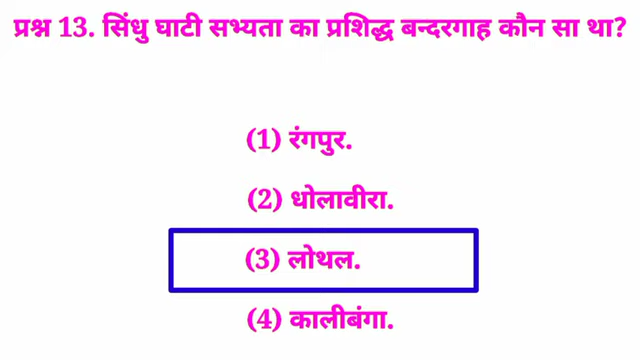 प्रश्न 13. सिंधु घाटी सभ्यता का प्रशिद्ध बन्दरगाह कौन सा था?
(1) रंगपुर.
(2) धोलावीरा.
(3) लोथल.
(4) कालीबंगा.